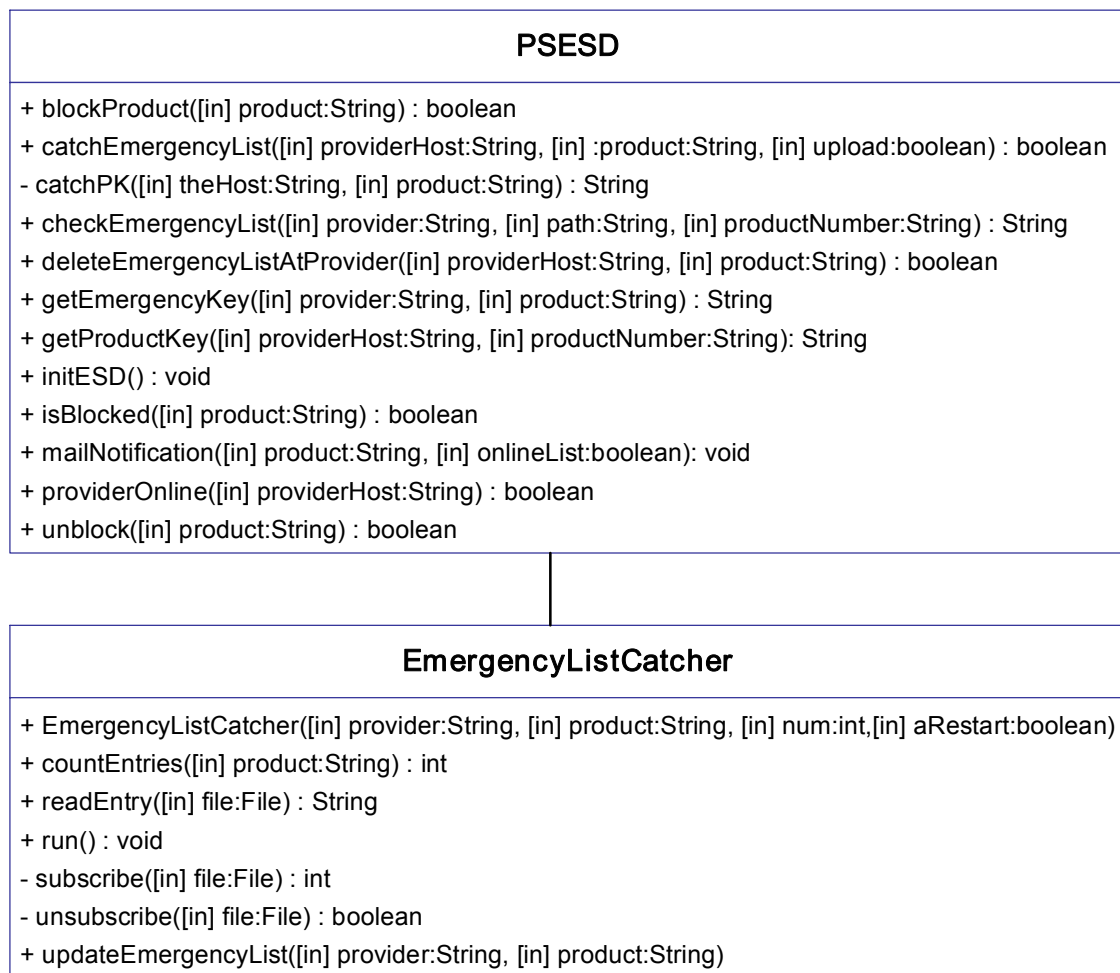 PSESD
+ blockProduct([in] product:String) : boolean
+ catchEmergencyList([in] providerHost:String, [in] :product:String, [in] upload:boolean) : boolean
- catchPK([in] theHost:String, [in] product:String) : String
+ checkEmergencyList([in] provider:String, [in] path:String, [in] productNumber:String) : String
+ deleteEmergencyListAtProvider([in] providerHost:String, [in] product:String) : boolean
+ getEmergencyKey([in] provider:String, [in] product:String) : String
+ getProductKey([in] providerHost:String, [in] productNumber:String): String
+ initESD() : void
+ isBlocked([in] product:String) : boolean
+ mailNotification([in] product:String, [in] onlineList:boolean): void
+ providerOnline([in] providerHost:String) : boolean
+ unblock([in] product:String) : boolean
EmergencyListCatcher
+ EmergencyListCatcher([in] provider:String, [in] product:String, [in] num:int,[in] aRestart:boolean)
+ countEntries([in] product:String) : int
+ readEntry([in] file:File) : String
+ run() : void
- subscribe([in] file:File) : int
- unsubscribe([in] file:File) : boolean
+ updateEmergencyList([in] provider:String, [in] product:String)